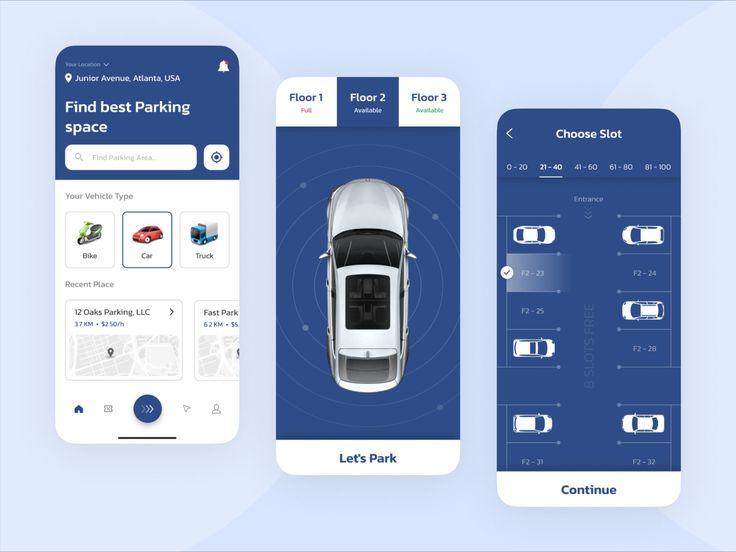 Your Location
Junior Avenue, Atlanta, USA
Find best Parking
space
Find Parking Area...
Your Vehicle Type
Bike
Car
Truck
Recent Place
12 Oaks Parking, LLC
3.7 KM • $2.50/h
Fast Park
6.2 KM • $5.
Floor 1
Full
Floor 2
Available
Floor 3
Available
Let's Park
Choose Slot
0 - 20
21 - 40
41 - 60
61 - 80
81 - 100
Entrance
F2 - 23
F2 - 24
F2 - 25
F2 - 28
8 SLOTS FREE
F2 - 31
F2 - 32
Continue